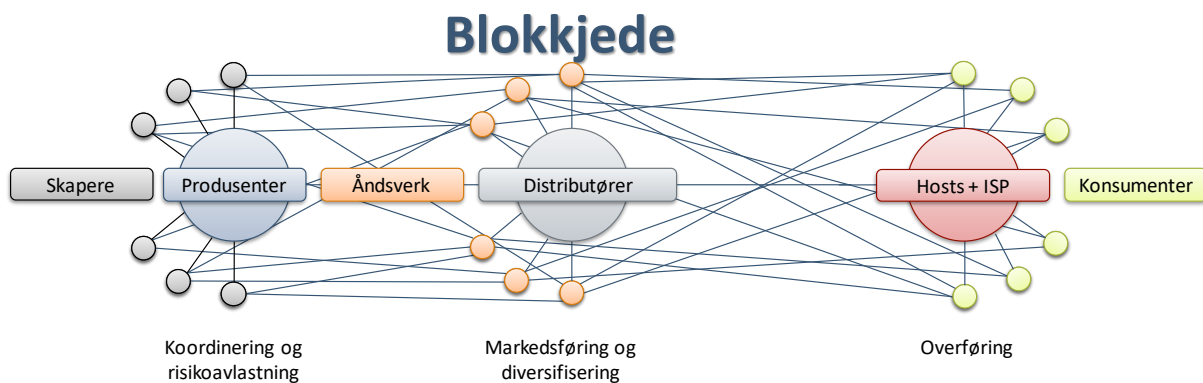 Blokkjede
Skapere
Produsenter
Åndsverk
Distributører
Hosts + ISP
Konsumenter
Koordinering og
risikoavlastning
Markedsføring og
diversifisering
Overføring